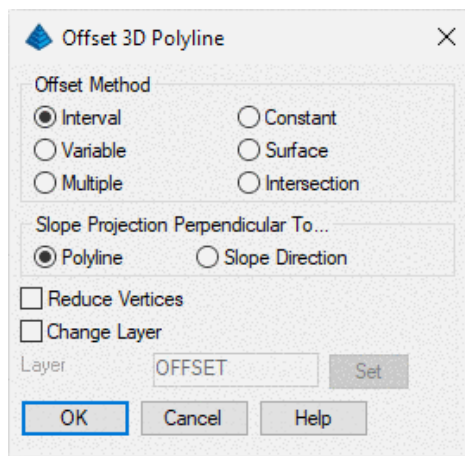 Offset 3D Polyline
Offset Method
Interval Constant
Variable Surface
Multiple Intersection
Slope Projection Perpendicular To...
Polyline Slope Direction
Reduce Vertices
Change Layer
Layer OFFSET Set
OK Cancel Help